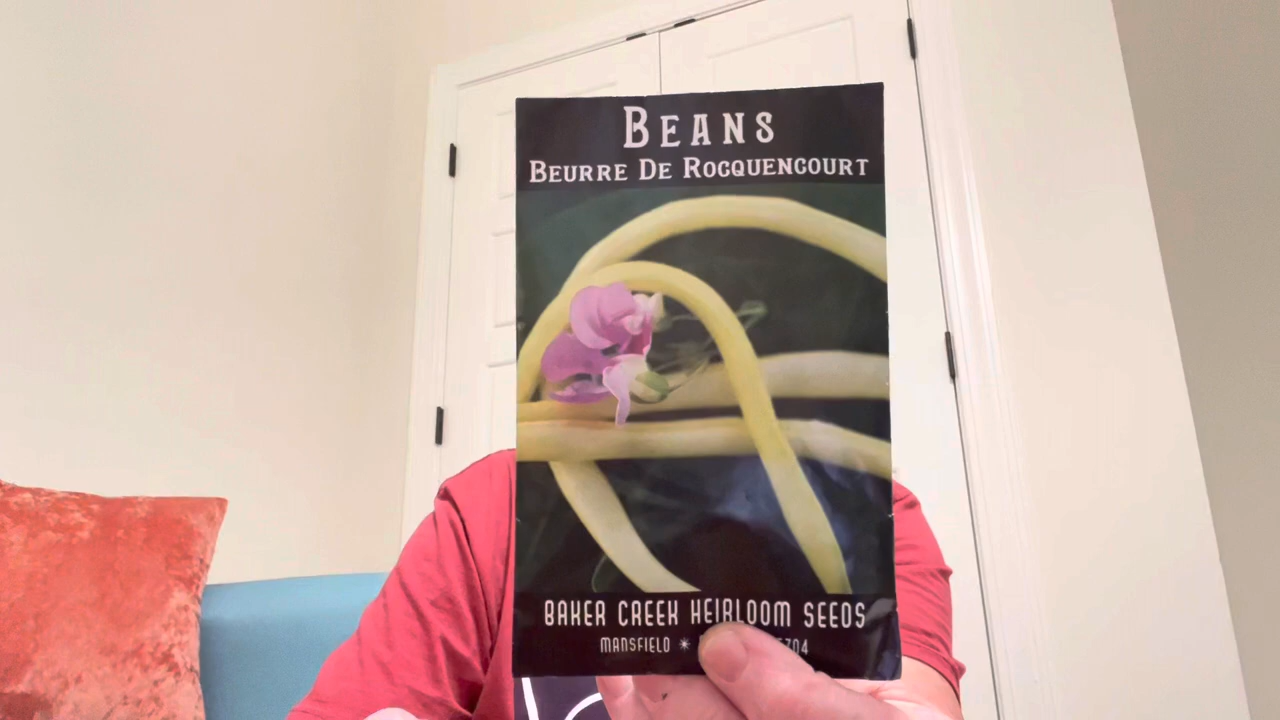 BEANS
BEURRE DE ROCQUENCOURT
BAKER CREEK HEIRLOOM SEEDS
MANSFIELD